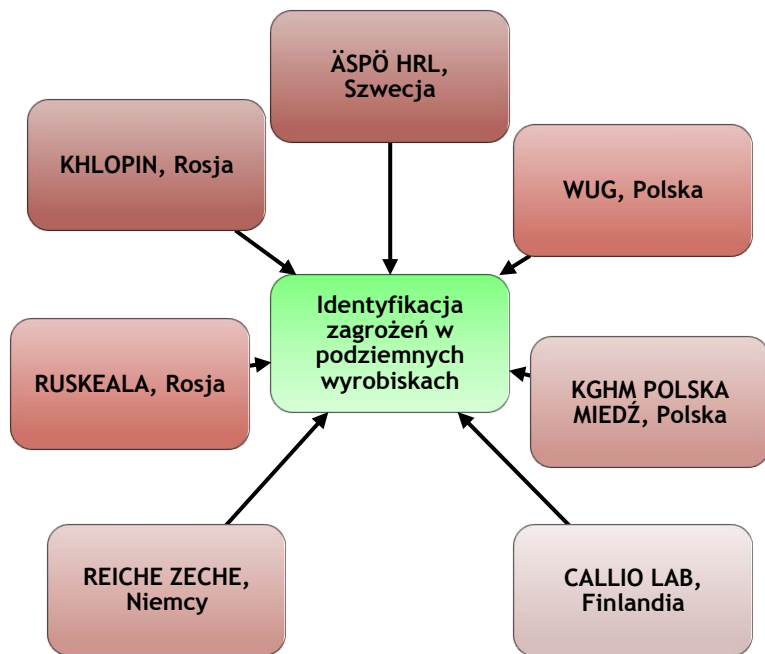 ÄSPÖ HRL,
Szwecja
KHLOPIN, Rosja
WUG, Polska
Identyfikacja
zagrożeń w
podziemnych
wyrobiskach
RUSKEALA, Rosja
KGHM POLSKA
MIEDŹ, Polska
REICHE ZECHE,
Niemcy
CALLIO LAB,
Finlandia